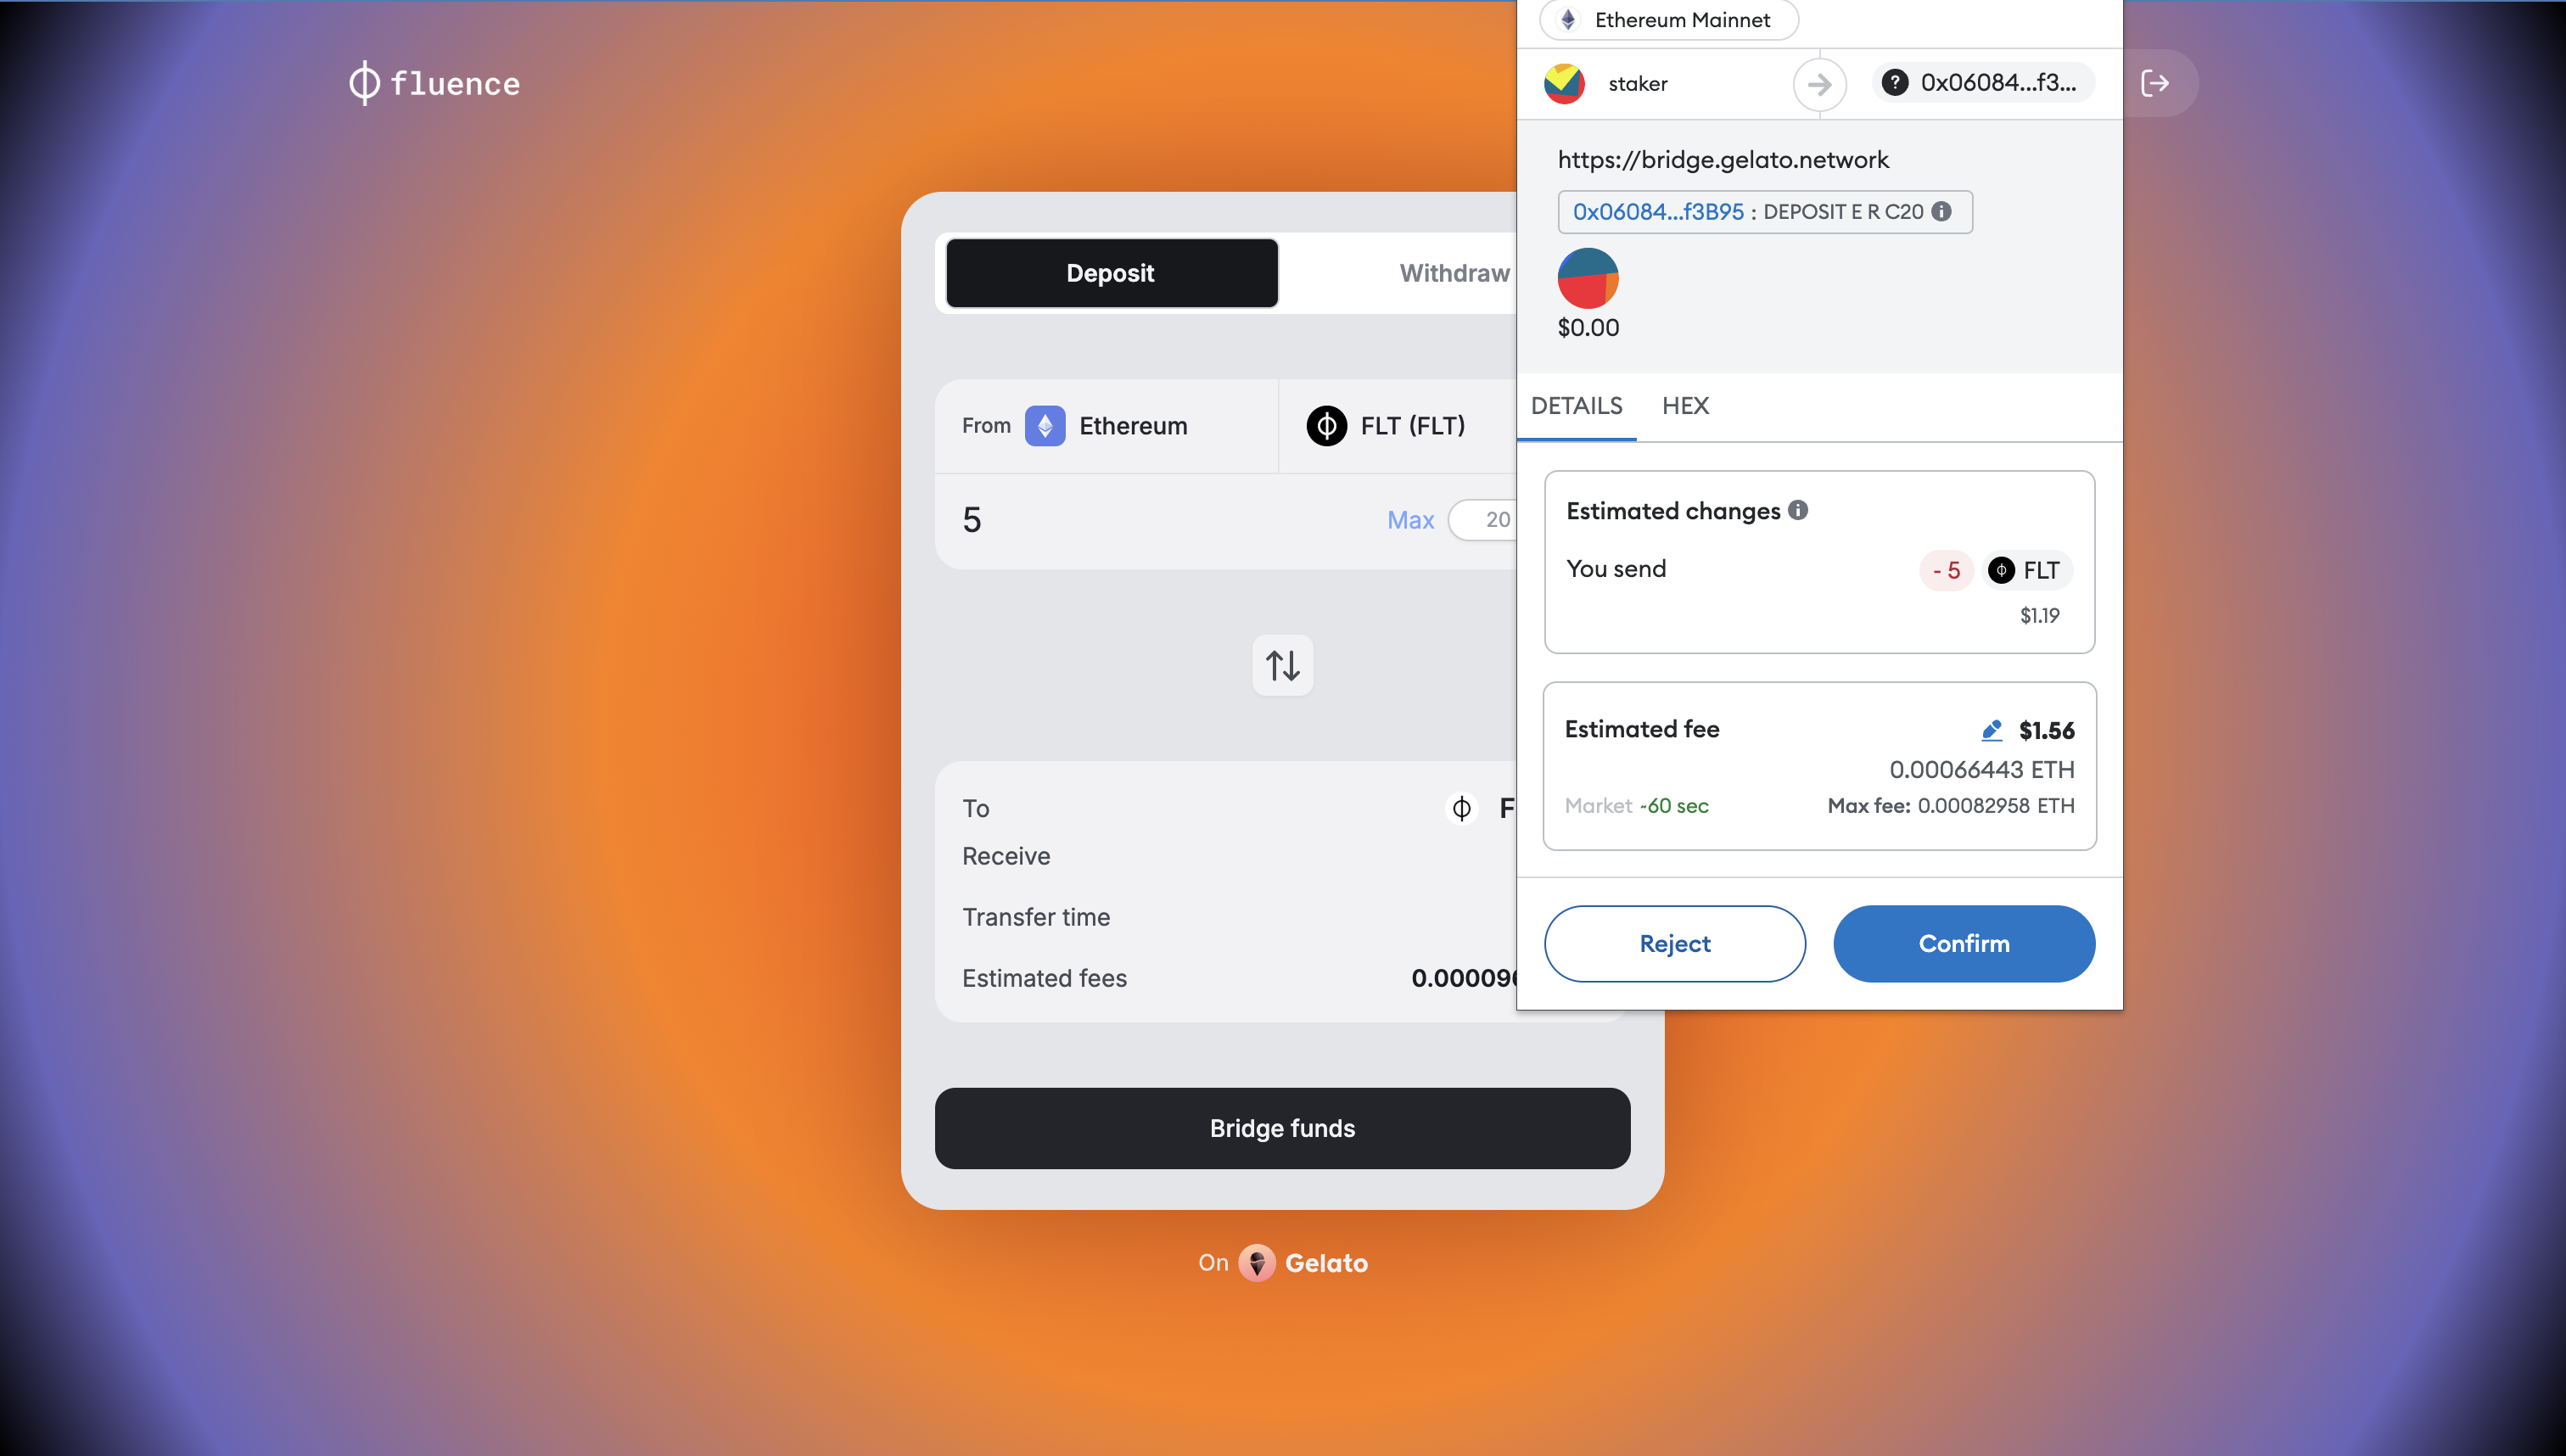 fluence
Deposit
Withdraw
From Ethereum
FLT (FLT)
5
Max 20
To
Receive
Transfer time
Estimated fees
Bridge funds
On Gelato
Ethereum Mainnet
staker
? 0x06084...f3...
https://bridge.gelato.network
0x06084...f3B95 : DEPOSIT E R C20
$0.00
DETAILS HEX
Estimated changes
You send - 5 FLT
$1.19
Estimated fee $1.56
0.00066443 ETH
Market ~60 sec Max fee: 0.00082958 ETH
Reject Confirm